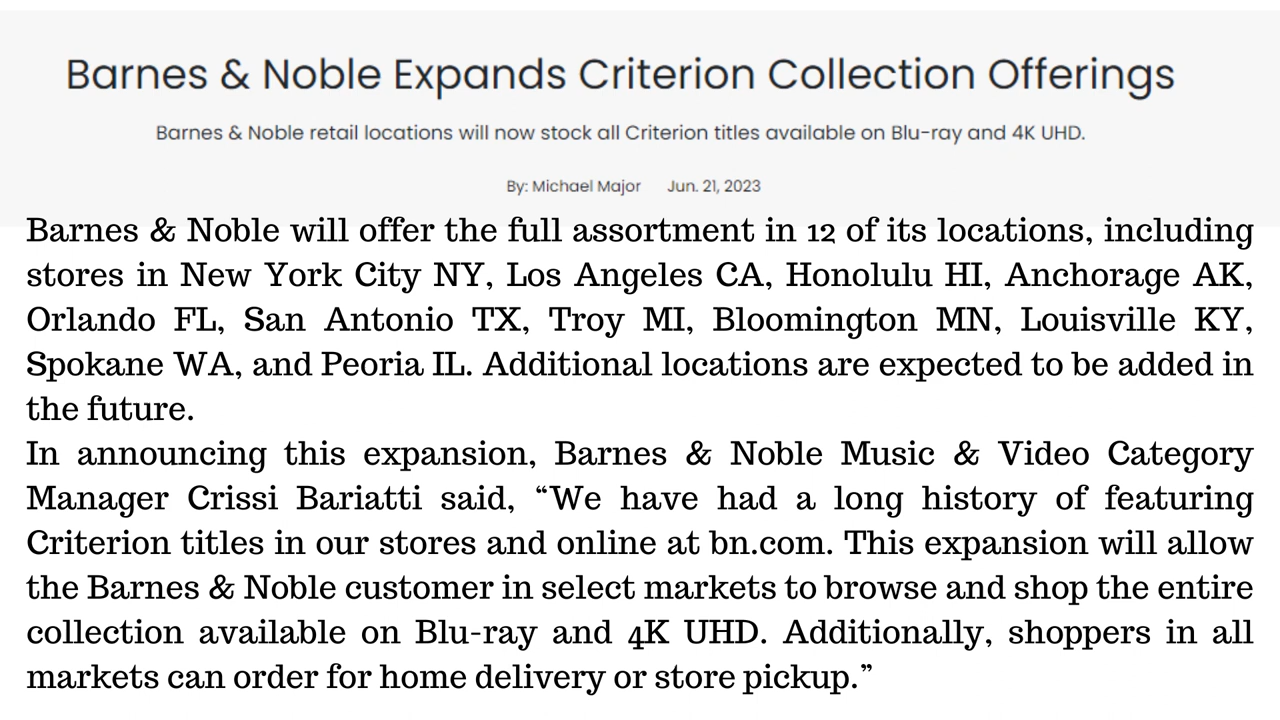 Barnes & Noble Expands Criterion Collection Offerings
Barnes & Noble retail locations will now stock all Criterion titles available on Blu-ray and 4K UHD.
By: Michael Major Jun. 21, 2023
Barnes & Noble will offer the full assortment in 12 of its locations, including
stores in New York City NY, Los Angeles CA, Honolulu HI, Anchorage AK,
Orlando FL, San Antonio TX, Troy MI, Bloomington MN, Louisville KY,
Spokane WA, and Peoria IL. Additional locations are expected to be added in
the future.
In announcing this expansion, Barnes & Noble Music & Video Category
Manager Crissi Bariatti said, “We have had a long history of featuring
Criterion titles in our stores and online at bn.com. This expansion will allow
the Barnes & Noble customer in select markets to browse and shop the entire
collection available on Blu-ray and 4K UHD. Additionally, shoppers in all
markets can order for home delivery or store pickup.”